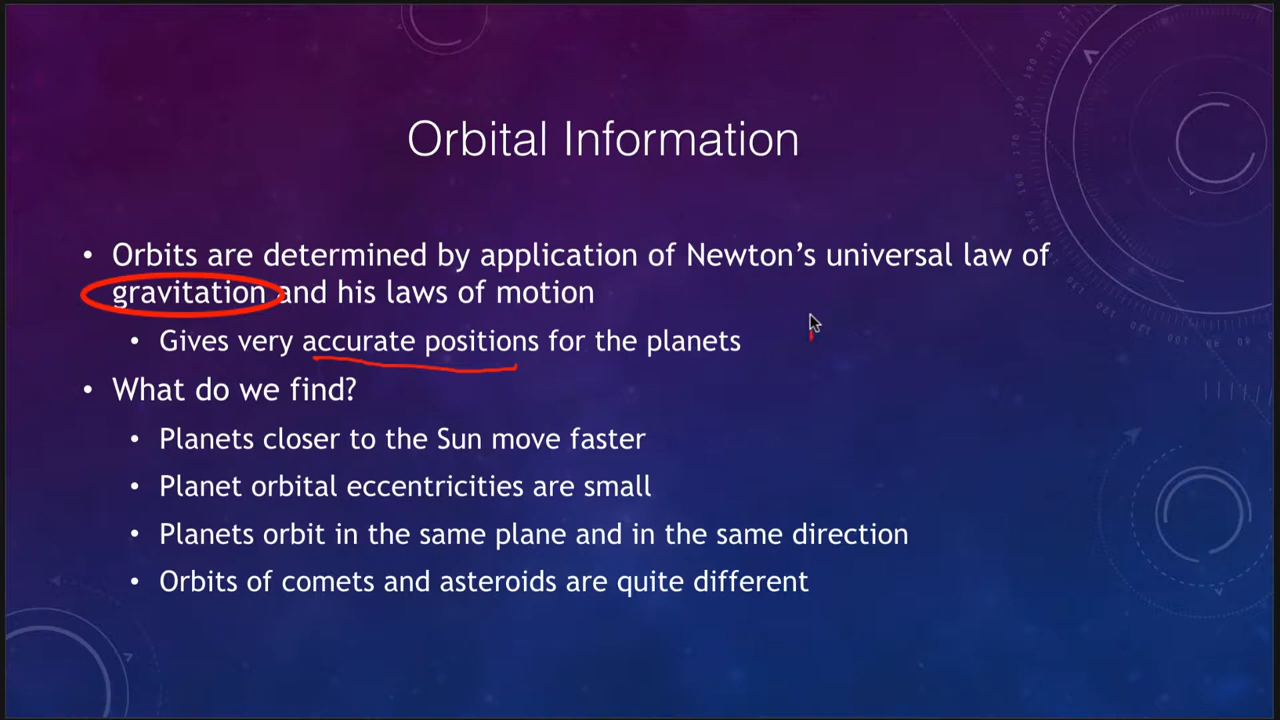 Orbital Information
• Orbits are determined by application of Newton’s universal law of
gravitation and his laws of motion
• Gives very accurate positions for the planets
• What do we find?
• Planets closer to the Sun move faster
• Planet orbital eccentricities are small
• Planets orbit in the same plane and in the same direction
• Orbits of comets and asteroids are quite different